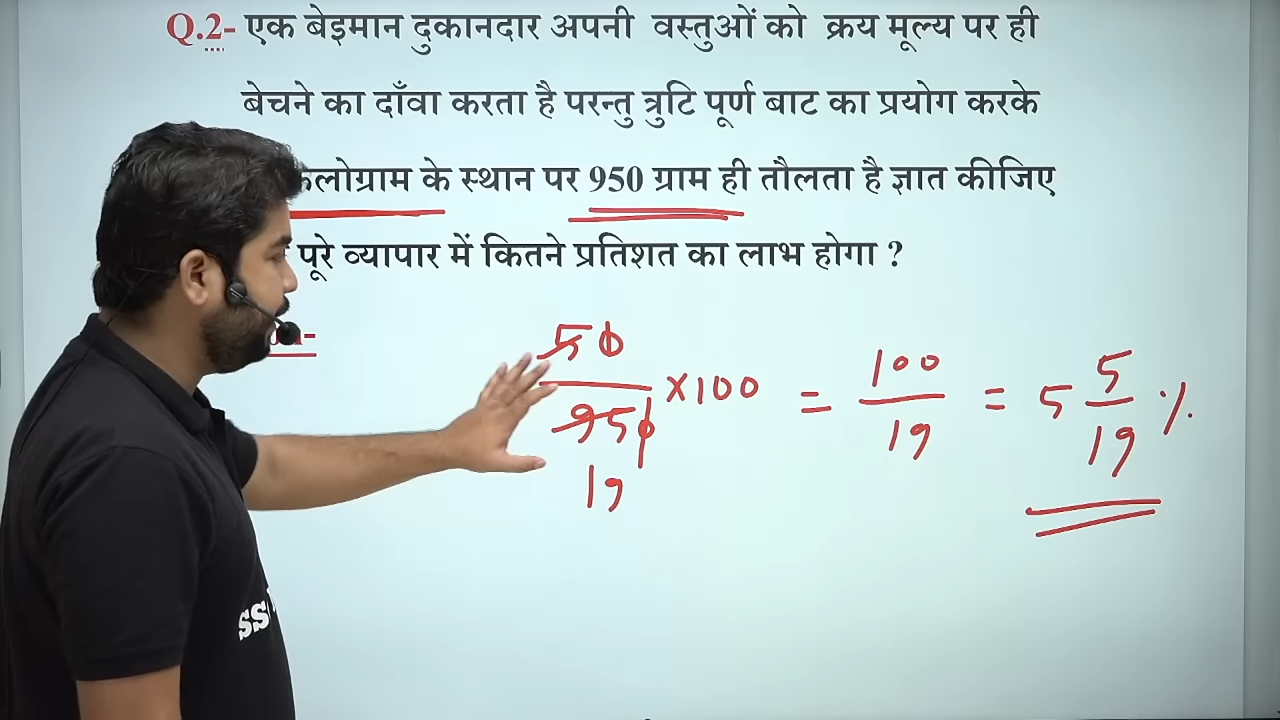 Q.2- एक बेइमान दुकानदार अपनी वस्तुओं को क्रय मूल्य पर ही
बेचने का दाँवा करता है परन्तु त्रुटि पूर्ण बाट का प्रयोग करके
के स्थान पर 950 ग्राम ही तौलता है ज्ञात कीजिए
पूरे व्यापार में कितने प्रतिशत का लाभ होगा ?
50/950 ×100 = 100/19 = 5 5/19 %
19